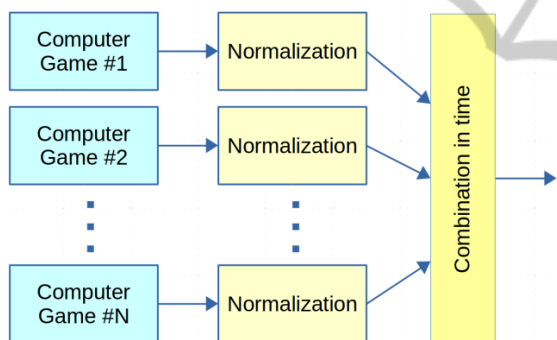 Computer
Game #1
Normalization
Computer
Game #2
Normalization
Computer
Game #N
Normalization
Combination in time